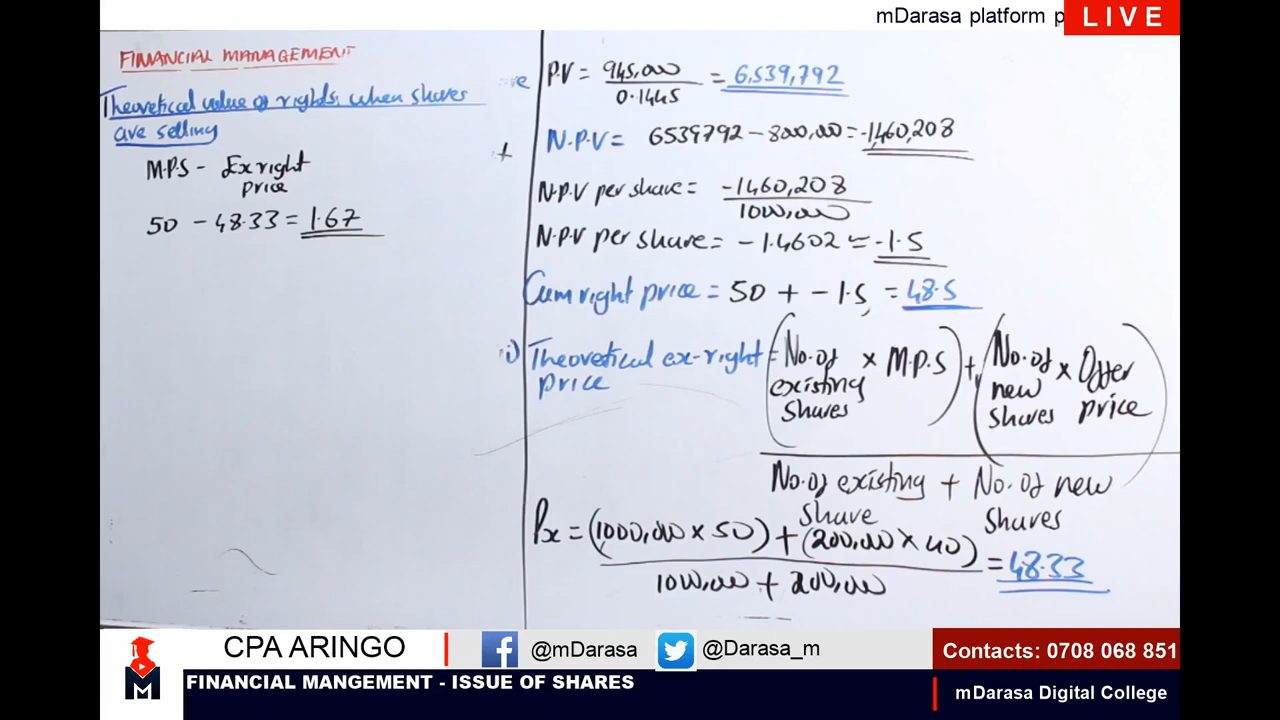 mDarasa platform p
LIVE
FINANCIAL MANAGEMENT
Theoretical value of rights when shares
are selling
M.P.S - Ex right
price
50 - 48.33 = 1.67
P.V = 945,000 / 0.1445 = 6,539,792
N.P.V = 6539792 - 800,000 = -1,460,208
N.P.V per share = -1460,208 / 1000,000
N.P.V per share = -1.4602 ≈ -1.5
Cum right price = 50 + -1.5 = 48.5
i) Theoretical ex-right = (No. of existing shares × M.P.S) + (No. of new shares × Offer price)
price
No. of existing share + No. of new shares
Px = (1000,000 × 50) + (200,000 × 40) = 48.33
1000,000 + 200,000
CPA ARINGO
@mDarasa
@Darasa_m
Contacts: 0708 068 851
FINANCIAL MANGEMENT - ISSUE OF SHARES
mDarasa Digital College